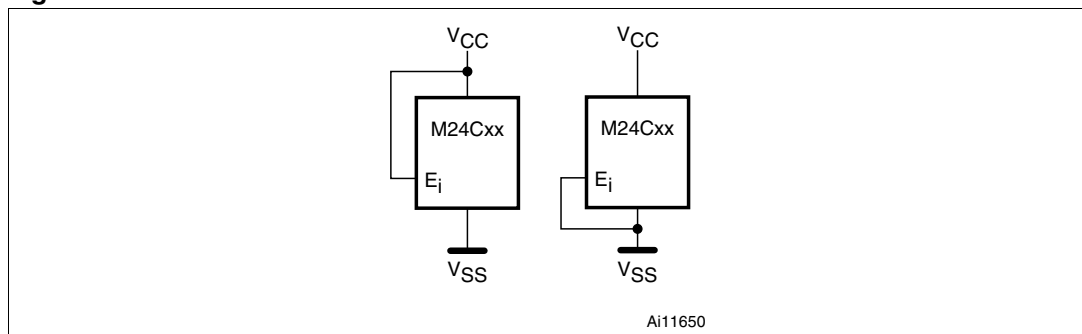 VCC VCC
M24Cxx M24Cxx
Ei Ei
VSS VSS
Ai11650